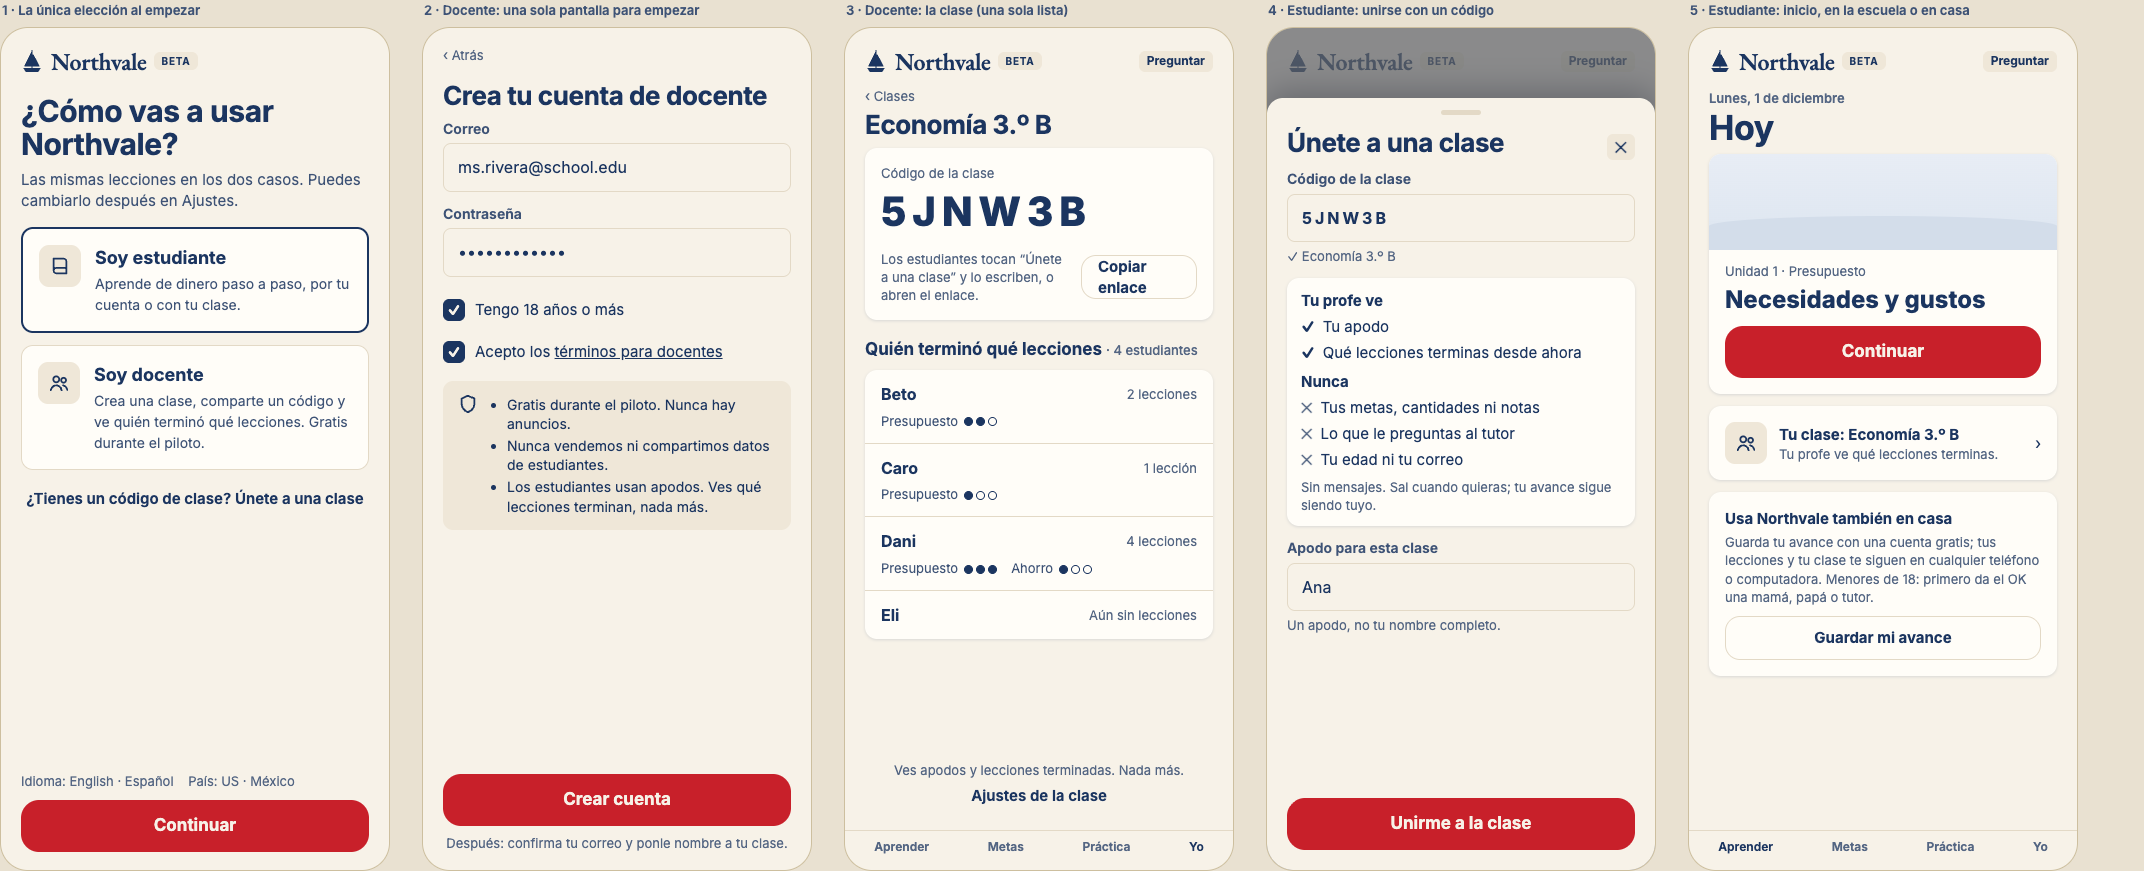 1 · La única elección al empezar
Northvale BETA
¿Cómo vas a usar
Northvale?
Las mismas lecciones en los dos casos. Puedes
cambiarlo después en Ajustes.
Soy estudiante
Aprende de dinero paso a paso, por tu
cuenta o con tu clase.
Soy docente
Crea una clase, comparte un código y
ve quién terminó qué lecciones. Gratis
durante el piloto.
¿Tienes un código de clase? Únete a una clase
Idioma: English · Español País: US · México
Continuar
2 · Docente: una sola pantalla para empezar
‹ Atrás
Crea tu cuenta de docente
Correo
ms.rivera@school.edu
Contraseña
••••••••••••
Tengo 18 años o más
Acepto los términos para docentes
• Gratis durante el piloto. Nunca hay
anuncios.
• Nunca vendemos ni compartimos datos
de estudiantes.
• Los estudiantes usan apodos. Ves qué
lecciones terminan, nada más.
Crear cuenta
Después: confirma tu correo y ponle nombre a tu clase.
3 · Docente: la clase (una sola lista)
Northvale BETA Preguntar
‹ Clases
Economía 3.º B
Código de la clase
5JNW3B
Los estudiantes tocan “Únete
a una clase” y lo escriben, o
abren el enlace.
Copiar
enlace
Quién terminó qué lecciones · 4 estudiantes
Beto 2 lecciones
Presupuesto
Caro 1 lección
Presupuesto
Dani 4 lecciones
Presupuesto Ahorro
Eli Aún sin lecciones
Ves apodos y lecciones terminadas. Nada más.
Ajustes de la clase
Aprender Metas Práctica Yo
4 · Estudiante: unirse con un código
Northvale BETA Preguntar
Únete a una clase
Código de la clase
5JNW3B
✓ Economía 3.º B
Tu profe ve
✓ Tu apodo
✓ Qué lecciones terminas desde ahora
Nunca
✕ Tus metas, cantidades ni notas
✕ Lo que le preguntas al tutor
✕ Tu edad ni tu correo
Sin mensajes. Sal cuando quieras; tu avance sigue
siendo tuyo.
Apodo para esta clase
Ana
Un apodo, no tu nombre completo.
Unirme a la clase
5 · Estudiante: inicio, en la escuela o en casa
Northvale BETA Preguntar
Lunes, 1 de diciembre
Hoy
Unidad 1 · Presupuesto
Necesidades y gustos
Continuar
Tu clase: Economía 3.º B
Tu profe ve qué lecciones terminas.
›
Usa Northvale también en casa
Guarda tu avance con una cuenta gratis; tus
lecciones y tu clase te siguen en cualquier teléfono
o computadora. Menores de 18: primero da el OK
una mamá, papá o tutor.
Guardar mi avance
Aprender Metas Práctica Yo